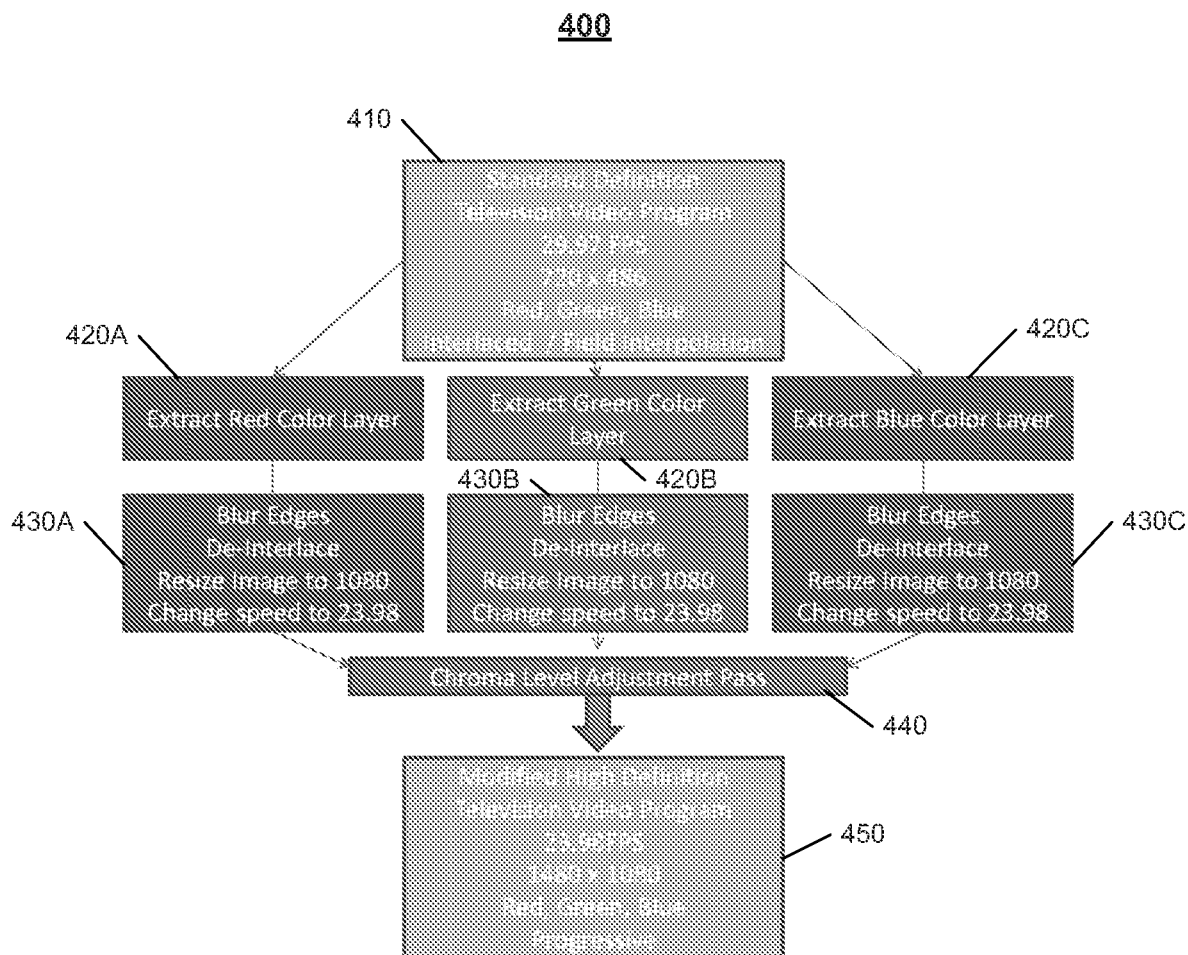 400
410
Standard Definition
Television Video Program
29.97 FPS
720 x 486
Red, Green, Blue
Interlaced / Field Interpolation
420A
420C
Extract Red Color Layer
Extract Green Color
Layer
Extract Blue Color Layer
430B
420B
430A
430C
Blur Edges
De-Interlace
Resize Image to 1080
Change speed to 23.98
Blur Edges
De-Interlace
Resize Image to 1080
Change speed to 23.98
Blur Edges
De-Interlace
Resize Image to 1080
Change speed to 23.98
Chroma Level Adjustment Pass
440
Modified High Definition
Television Video Program
23.98FPS
x 1080
Red, Green, Blue
Progressive
450